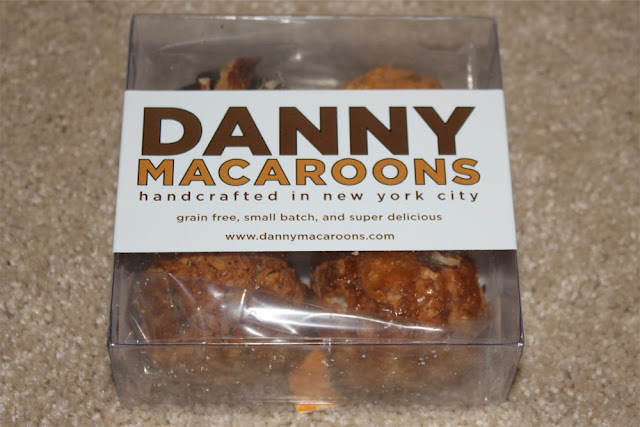 DANNY
MACAROONS
handcrafted in new york city
grain free, small batch, and super delicious
www.dannymacaroons.com